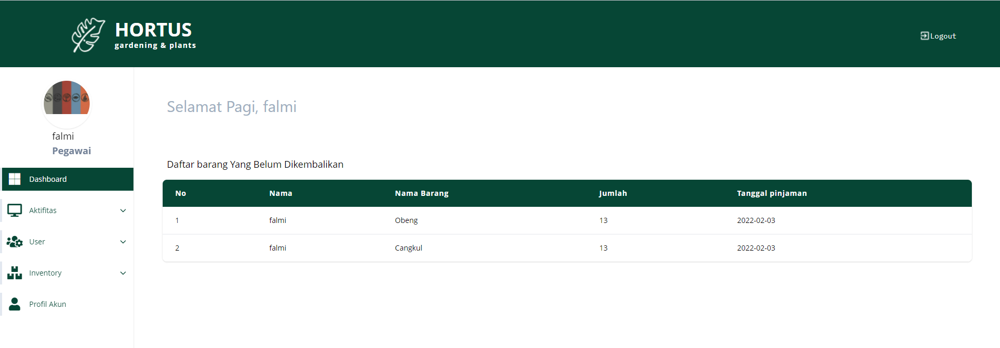 HORTUS
gardening & plants
Logout
falmi
Pegawai
Dashboard
Aktifitas
User
Inventory
Profil Akun
Selamat Pagi, falmi
Daftar barang Yang Belum Dikembalikan
No Nama Nama Barang Jumlah Tanggal pinjaman
1 falmi Obeng 13 2022-02-03
2 falmi Cangkul 13 2022-02-03